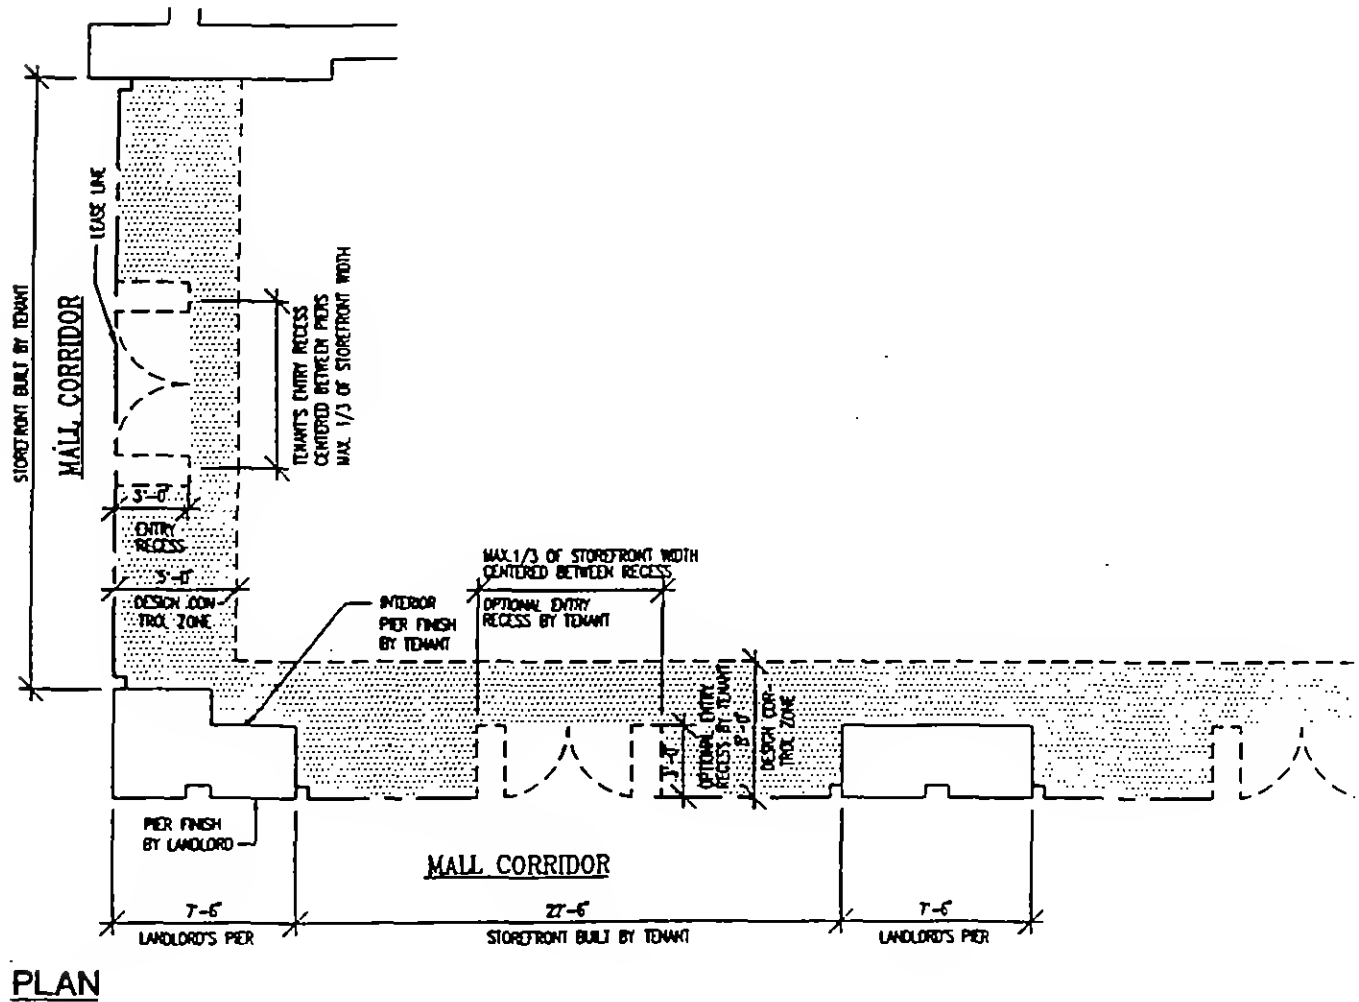 LEASE LINE
STOREFRONT BUILT BY TENANT
MALL CORRIDOR
TENANT'S ENTRY RECESS
CENTERED BETWEEN PIERS
MAX. 1/3 OF STOREFRONT WIDTH
3'-0"
ENTRY
RECESS
5'-0"
DESIGN CON-
TROL ZONE
INTERIOR
PIER FINISH
BY TENANT
MAX.1/3 OF STOREFRONT WIDTH
CENTERED BETWEEN RECESS
OPTIONAL ENTRY
RECESS BY TENANT
3'-0"
OPTIONAL ENTRY
RECESS BY TENANT
DESIGN CON-
TROL ZONE
PIER FINISH
BY LANDLORD
MALL CORRIDOR
7'-6"
22'-6"
7'-6"
LANDLORD'S PIER
STOREFRONT BUILT BY TENANT
LANDLORD'S PIER
PLAN